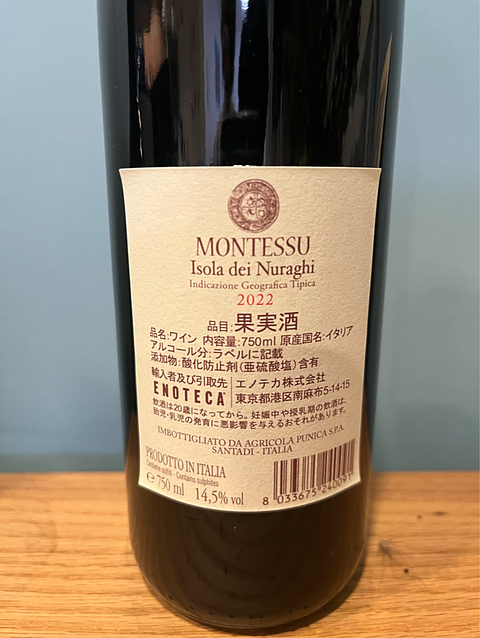 MONTESSU
Isola dei Nuraghi
Indicazione Geografica Tipica
2022
品目:果実酒
品名:ワイン 内容量:750ml 原産国名:イタリア
アルコール分:ラベルに記載
添加物:酸化防止剤(亜硫酸塩)含有
輸入者及び引取先 エノテカ株式会社
ENOTECA 東京都港区南麻布5-14-15
飲酒は20歳になってから。妊娠中や授乳期の飲酒は、
胎児・乳児の発育に悪影響を与えるおそれがあります。
IMBOTTIGLIATO DA AGRICOLA PUNICA S.P.A.
SANTADI - ITALIA
PRODOTTO IN ITALIA
Contiene solfiti - Contains sulphites
℮ 750 ml 14,5% vol
8 033675 240091